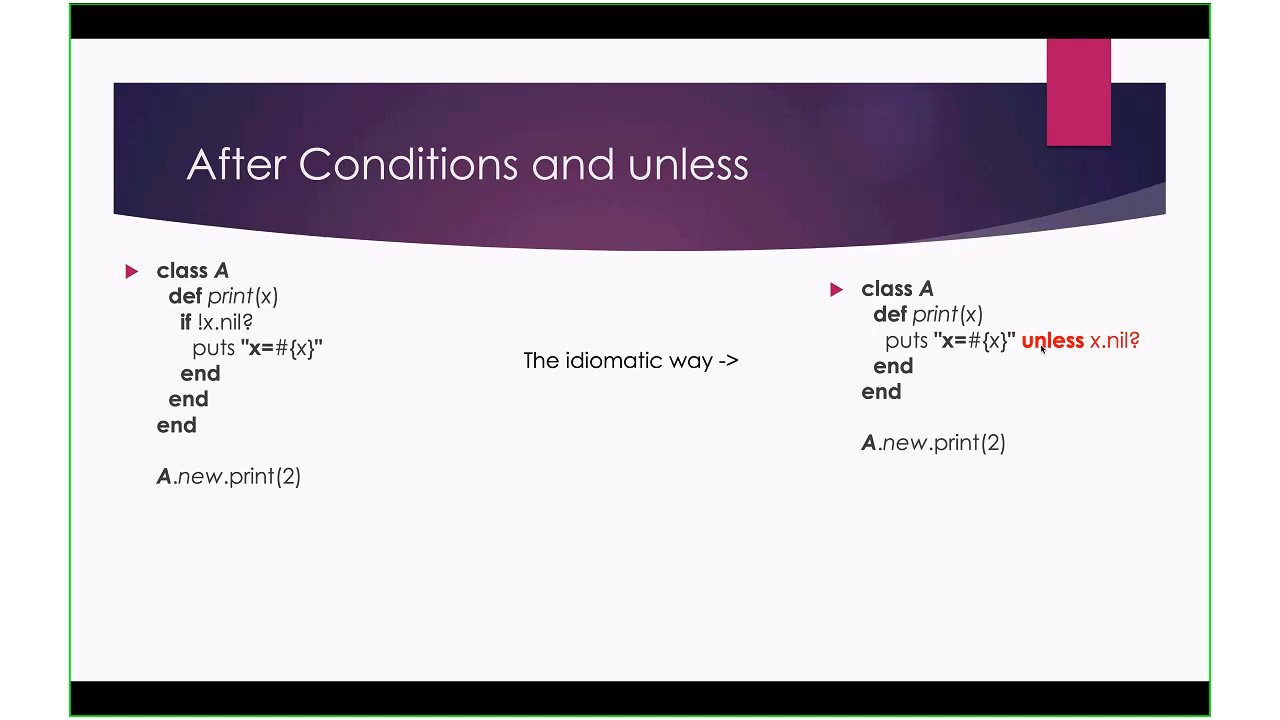 After Conditions and unless
class A
def print(x)
if !x.nil?
puts "x=#{x}"
end
end
end
A.new.print(2)
The idiomatic way ->
class A
def print(x)
puts "x=#{x}" unless x.nil?
end
end
A.new.print(2)